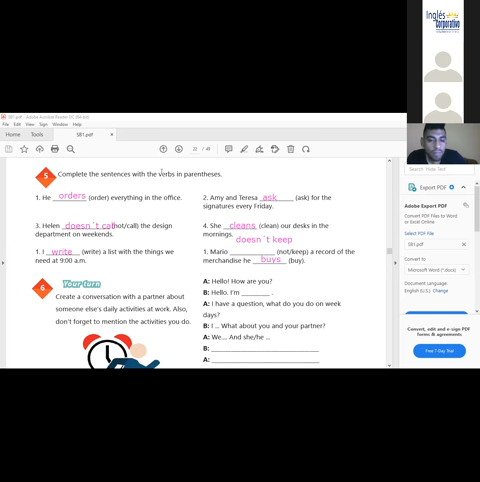 Inglés
Corporativo
SB1.pdf - Adobe Acrobat Reader DC (64-bit)
File Edit View Sign Window Help
Home Tools SB1.pdf ×
22 / 49
Search 'Hide Text'
5 Complete the sentences with the verbs in parentheses.
1. He orders (order) everything in the office.
2. Amy and Teresa ask (ask) for the
signatures every Friday.
3. Helen doesn´t cal(not/call) the design
department on weekends.
4. She cleans (clean) our desks in the
mornings.
doesn´t keep
1. I write (write) a list with the things we
need at 9:00 a.m.
1. Mario (not/keep) a record of the
merchandise he buys (buy).
6 Your turn
Create a conversation with a partner about
someone else's daily activities at work. Also,
don't forget to mention the activities you do.
A: Hello! How are you?
B: Hello. I'm ________ .
A: I have a question, what do you do on week
days?
B: I ... What about you and your partner?
A: We... And she/he ...
B:
A:
Export PDF
Adobe Export PDF
Convert PDF Files to Word
or Excel Online
Select PDF File
SB1.pdf ×
Convert to
Microsoft Word (*.docx)
Document Language:
English (U.S.) Change
Convert, edit and e-sign PDF
forms & agreements
Free 7-Day Trial